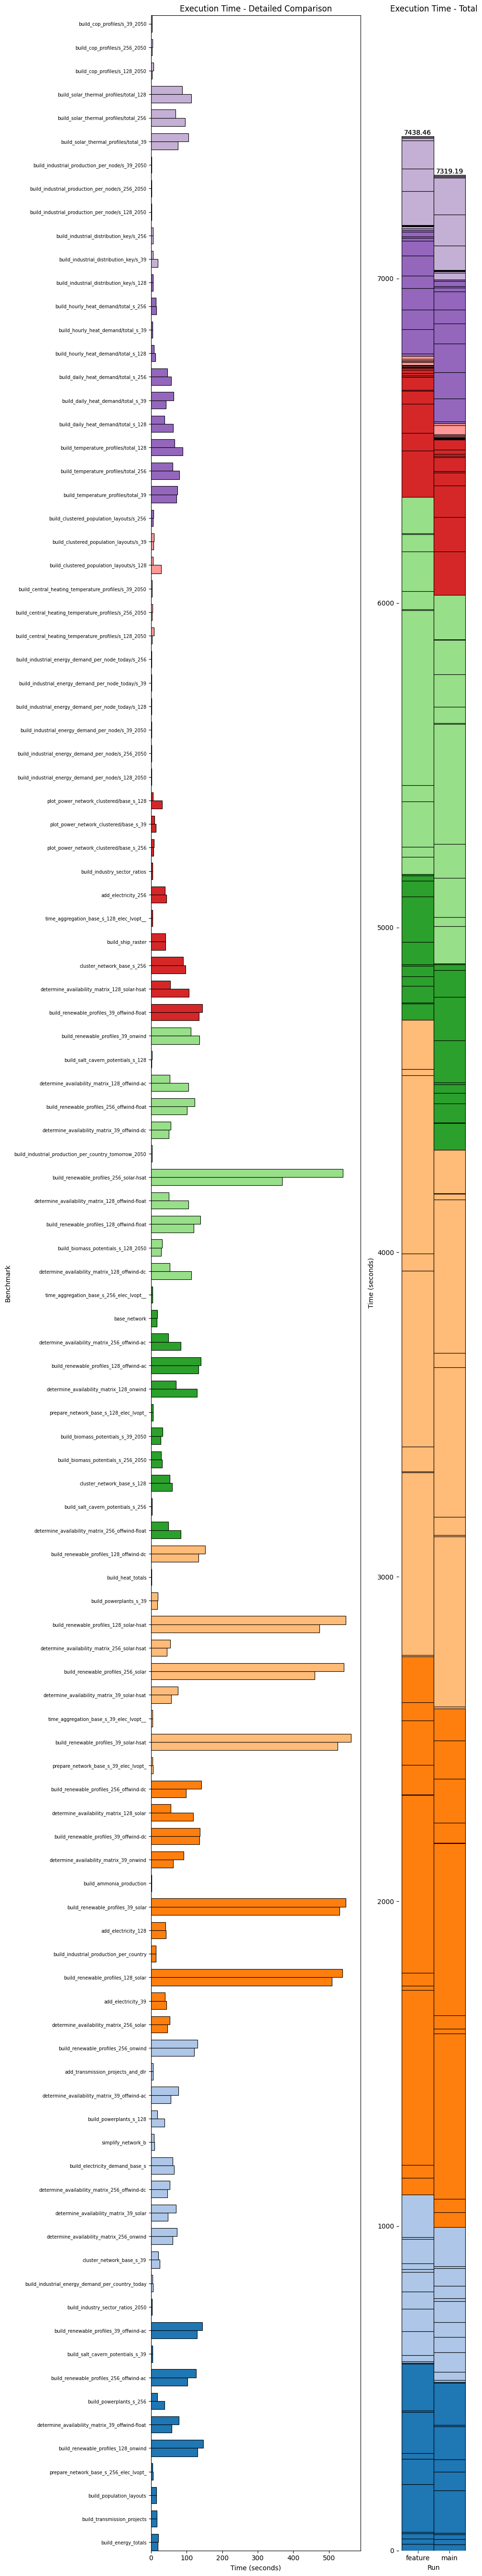 Execution Time - Detailed Comparison
build_cop_profiles/s_39_2050
build_cop_profiles/s_256_2050
build_cop_profiles/s_128_2050
build_solar_thermal_profiles/total_128
build_solar_thermal_profiles/total_256
build_solar_thermal_profiles/total_39
build_industrial_production_per_node/s_39_2050
build_industrial_production_per_node/s_256_2050
build_industrial_production_per_node/s_128_2050
build_industrial_distribution_key/s_256
build_industrial_distribution_key/s_39
build_industrial_distribution_key/s_128
build_hourly_heat_demand/total_s_256
build_hourly_heat_demand/total_s_39
build_hourly_heat_demand/total_s_128
build_daily_heat_demand/total_s_256
build_daily_heat_demand/total_s_39
build_daily_heat_demand/total_s_128
build_temperature_profiles/total_128
build_temperature_profiles/total_256
build_temperature_profiles/total_39
build_clustered_population_layouts/s_256
build_clustered_population_layouts/s_39
build_clustered_population_layouts/s_128
build_central_heating_temperature_profiles/s_39_2050
build_central_heating_temperature_profiles/s_256_2050
build_central_heating_temperature_profiles/s_128_2050
build_industrial_energy_demand_per_node_today/s_256
build_industrial_energy_demand_per_node_today/s_39
build_industrial_energy_demand_per_node_today/s_128
build_industrial_energy_demand_per_node/s_39_2050
build_industrial_energy_demand_per_node/s_256_2050
build_industrial_energy_demand_per_node/s_128_2050
plot_power_network_clustered/base_s_128
plot_power_network_clustered/base_s_39
plot_power_network_clustered/base_s_256
build_industry_sector_ratios
add_electricity_256
time_aggregation_base_s_128_elec_lvopt__
build_ship_raster
cluster_network_base_s_256
determine_availability_matrix_128_solar-hsat
build_renewable_profiles_39_offwind-float
build_renewable_profiles_39_onwind
build_salt_cavern_potentials_s_128
determine_availability_matrix_128_offwind-ac
build_renewable_profiles_256_offwind-float
determine_availability_matrix_39_offwind-dc
build_industrial_production_per_country_tomorrow_2050
build_renewable_profiles_256_solar-hsat
determine_availability_matrix_128_offwind-float
build_renewable_profiles_128_offwind-float
build_biomass_potentials_s_128_2050
determine_availability_matrix_128_offwind-dc
time_aggregation_base_s_256_elec_lvopt__
base_network
determine_availability_matrix_256_offwind-ac
build_renewable_profiles_128_offwind-ac
determine_availability_matrix_128_onwind
prepare_network_base_s_128_elec_lvopt_
build_biomass_potentials_s_39_2050
build_biomass_potentials_s_256_2050
cluster_network_base_s_128
build_salt_cavern_potentials_s_256
determine_availability_matrix_256_offwind-float
build_renewable_profiles_128_offwind-dc
build_heat_totals
build_powerplants_s_39
build_renewable_profiles_128_solar-hsat
determine_availability_matrix_256_solar-hsat
build_renewable_profiles_256_solar
determine_availability_matrix_39_solar-hsat
time_aggregation_base_s_39_elec_lvopt__
build_renewable_profiles_39_solar-hsat
prepare_network_base_s_39_elec_lvopt_
build_renewable_profiles_256_offwind-dc
determine_availability_matrix_128_solar
build_renewable_profiles_39_offwind-dc
determine_availability_matrix_39_onwind
build_ammonia_production
build_renewable_profiles_39_solar
add_electricity_128
build_industrial_production_per_country
build_renewable_profiles_128_solar
add_electricity_39
determine_availability_matrix_256_solar
build_renewable_profiles_256_onwind
add_transmission_projects_and_dlr
determine_availability_matrix_39_offwind-ac
build_powerplants_s_128
simplify_network_b
build_electricity_demand_base_s
determine_availability_matrix_256_offwind-dc
determine_availability_matrix_39_solar
determine_availability_matrix_256_onwind
cluster_network_base_s_39
build_industrial_energy_demand_per_country_today
build_industry_sector_ratios_2050
build_renewable_profiles_39_offwind-ac
build_salt_cavern_potentials_s_39
build_renewable_profiles_256_offwind-ac
build_powerplants_s_256
determine_availability_matrix_39_offwind-float
build_renewable_profiles_128_onwind
prepare_network_base_s_256_elec_lvopt_
build_population_layouts
build_transmission_projects
build_energy_totals
Benchmark
0 100 200 300 400 500
Time (seconds)
Execution Time - Total
7438.46
7319.19
7000
6000
5000
4000
3000
2000
1000
0
Time (seconds)
feature main
Run